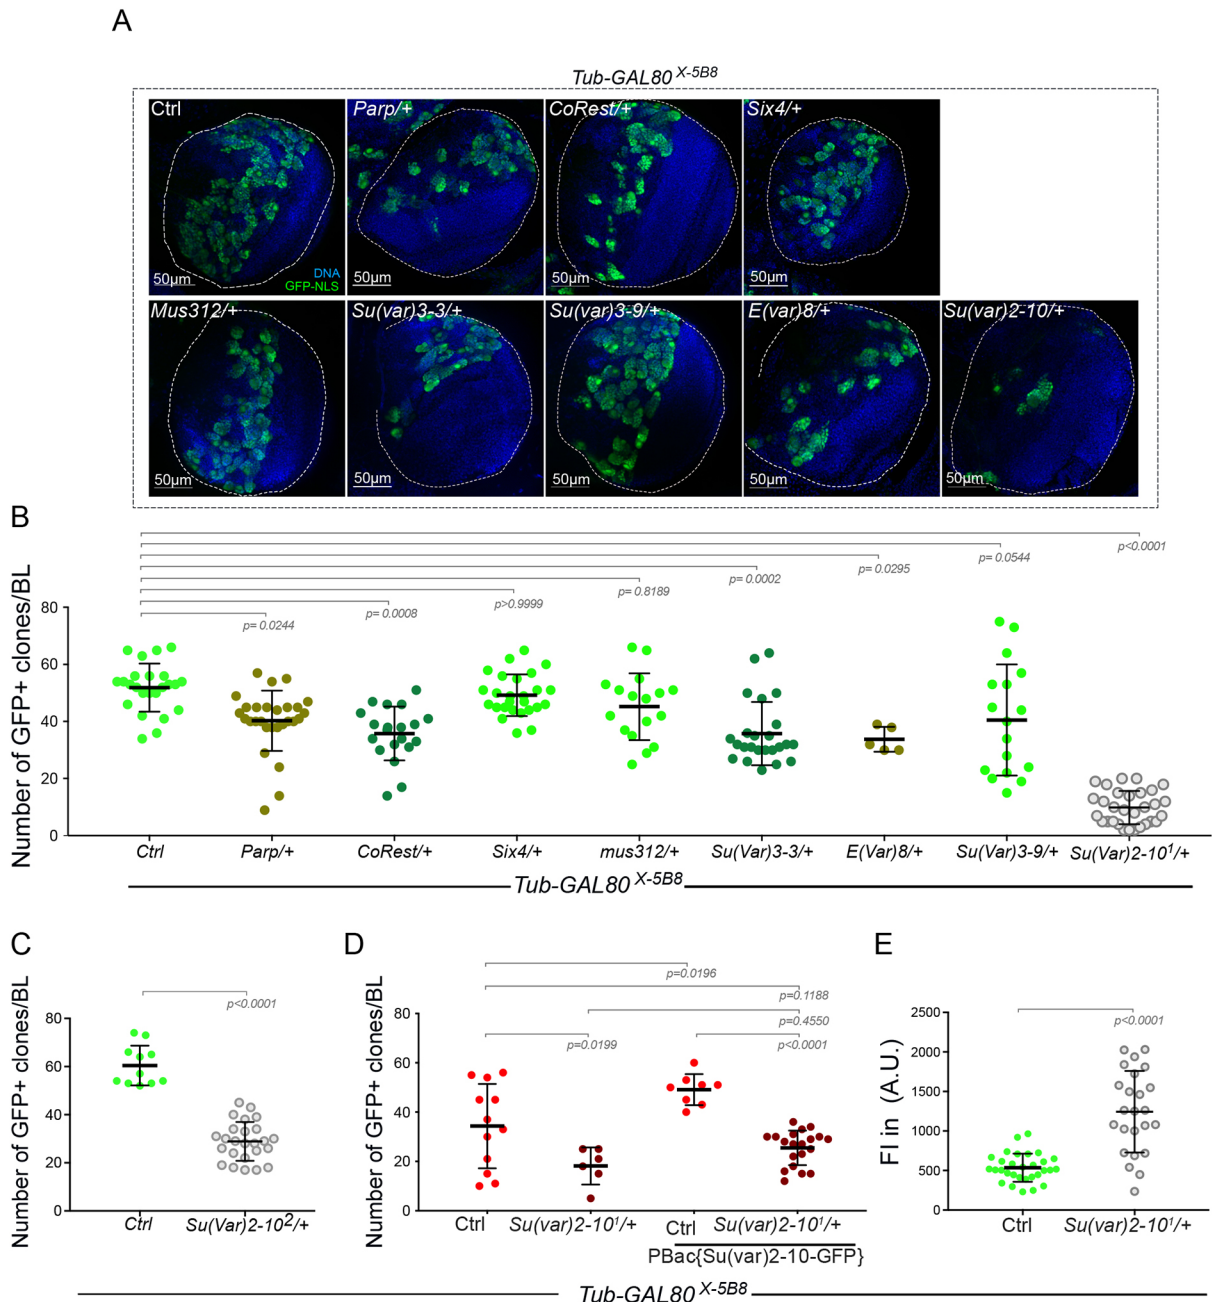 A
Tub-GAL80 X-5B8
Ctrl
Parp/+
CoRest/+
Six4/+
DNA
GFP-NLS
50µm
50µm
50µm
50µm
Mus312/+
Su(var)3-3/+
Su(var)3-9/+
E(var)8/+
Su(var)2-10/+
50µm
50µm
50µm
50µm
50µm
B
Number of GFP+ clones/BL
80
60
40
20
0
p<0.0001
p= 0.0544
p= 0.0295
p= 0.0002
p= 0.8189
p>0.9999
p= 0.0008
p= 0.0244
Ctrl
Parp/+
CoRest/+
Six4/+
mus312/+
Su(Var)3-3/+
E(Var)8/+
Su(Var)3-9/+
Su(Var)2-10¹/+
Tub-GAL80 X-5B8
C
Number of GFP+ clones/BL
80
60
40
20
0
p<0.0001
Ctrl
Su(Var)2-10²/+
D
Number of GFP+ clones/BL
80
60
40
20
0
p=0.0196
p=0.1188
p=0.4550
p=0.0199
p<0.0001
Ctrl
Su(var)2-10¹/+
Ctrl
Su(var)2-10¹/+
PBac{Su(var)2-10-GFP}
E
FI in (A.U.)
2500
2000
1500
1000
500
0
p<0.0001
Ctrl
Su(var)2-10¹/+
Tub-GAL80 X-5B8